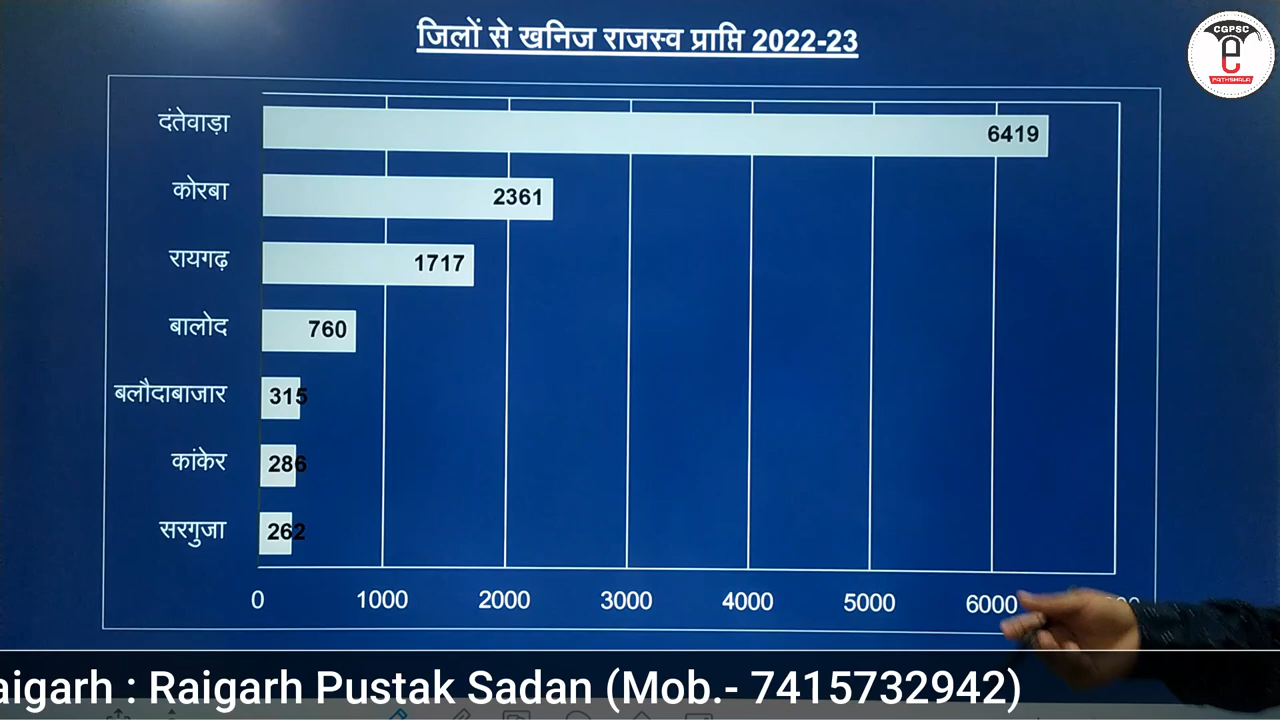 जिलों से खनिज राजस्व प्राप्ति 2022-23
CGPSC
e
PATHSHALA
दंतेवाड़ा 6419
कोरबा 2361
रायगढ़ 1717
बालोद 760
बलौदाबाजार 315
कांकेर 286
सरगुजा 262
0 1000 2000 3000 4000 5000 6000
aigarh : Raigarh Pustak Sadan (Mob.- 7415732942)